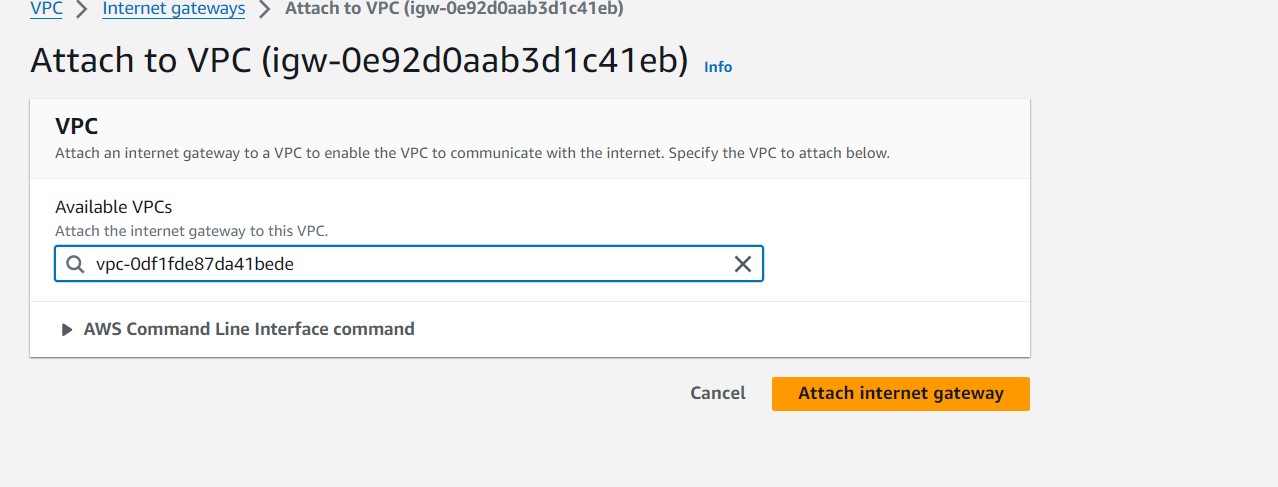 VPC > Internet gateways > Attach to VPC (igw-0e92d0aab3d1c41eb)
Attach to VPC (igw-0e92d0aab3d1c41eb) Info
VPC
Attach an internet gateway to a VPC to enable the VPC to communicate with the internet. Specify the VPC to attach below.
Available VPCs
Attach the internet gateway to this VPC.
vpc-0df1fde87da41bede
AWS Command Line Interface command
Cancel Attach internet gateway